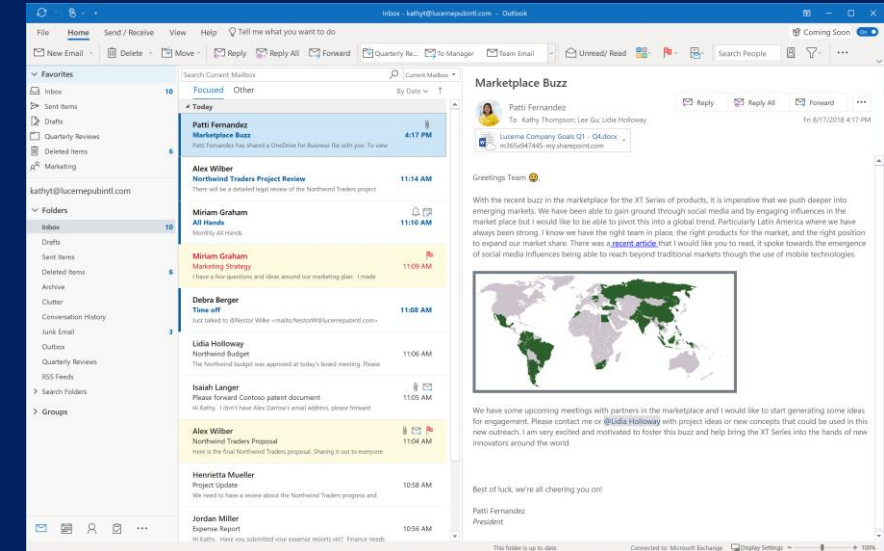 Inbox - kathyt@lucernepubintl.com - Outlook
File Home Send / Receive View Help Tell me what you want to do Coming Soon On
New Email Delete Move Reply Reply All Forward Quarterly Re... To Manager Team Email Unread/ Read Search People ...
Favorites
Inbox 10
Sent Items
Drafts
Quarterly Reviews
Deleted Items 6
Marketing
kathyt@lucernepubintl.com
Folders
Inbox 10
Drafts
Sent Items
Deleted Items 6
Archive
Clutter
Conversation History
Junk Email 3
Outbox
Quarterly Reviews
RSS Feeds
Search Folders
Groups
Search Current Mailbox Current Mailbox
Focused Other By Date
Today
Patti Fernandez
Marketplace Buzz 4:17 PM
Patti Fernandez has shared a OneDrive for Business file with you. To view
Alex Wilber
Northwind Traders Project Review 11:14 AM
There will be a detailed legal review of the Northwind Traders project
Miriam Graham
All Hands 11:10 AM
Monthly All Hands.
Miriam Graham
Marketing Strategy 11:09 AM
I have a few questions and ideas around our marketing plan. I made
Debra Berger
Time off 11:08 AM
Just talked to @Nestor Wilke <mailto:NestorW@lucernepubintl.com>
Lidia Holloway
Northwind Budget 11:06 AM
The Northwind budget was approved at today's board meeting. Please
Isaiah Langer
Please forward Contoso patent document 11:05 AM
Hi Kathy. I don't have Alex Darrow's email address, please forward
Alex Wilber
Northwind Traders Proposal 11:04 AM
Here is the final Northwind Traders proposal. Sharing it out to everyone
Henrietta Mueller
Project Update 10:58 AM
We need to have a review about the Northwind Traders progress and
Jordan Miller
Expense Report 10:56 AM
Hi Kathy. Have you submitted your expense reports yet? Finance needs
Marketplace Buzz
Patti Fernandez
To Kathy Thompson; Lee Gu; Lidia Holloway
Reply Reply All Forward ...
Fri 8/17/2018 4:17 PM
Lucerne Company Goals Q1 - Q4.docx
m365x947445-my.sharepoint.com
Greetings Team 😉,
With the recent buzz in the marketplace for the XT Series of products, it is imperative that we push deeper into
emerging markets. We have been able to gain ground through social media and by engaging influences in the
market place but I would like to be able to pivot this into a global trend. Particularly Latin America where we have
always been strong. I know we have the right team in place, the right products for the market, and the right position
to expand our market share. There was a recent article that I would like you to read, it spoke towards the emergence
of social media influences being able to reach beyond traditional markets though the use of mobile technologies.
We have some upcoming meetings with partners in the marketplace and I would like to start generating some ideas
for engagement. Please contact me or @Lidia Holloway with project ideas or new concepts that could be used in this
new outreach. I am very excited and motivated to foster this buzz and help bring the XT Series into the hands of new
innovators around the world
Best of luck, we're all cheering you on!
Patti Fernandez
President
This folder is up to date. Connected to: Microsoft Exchange Display Settings - + 100%